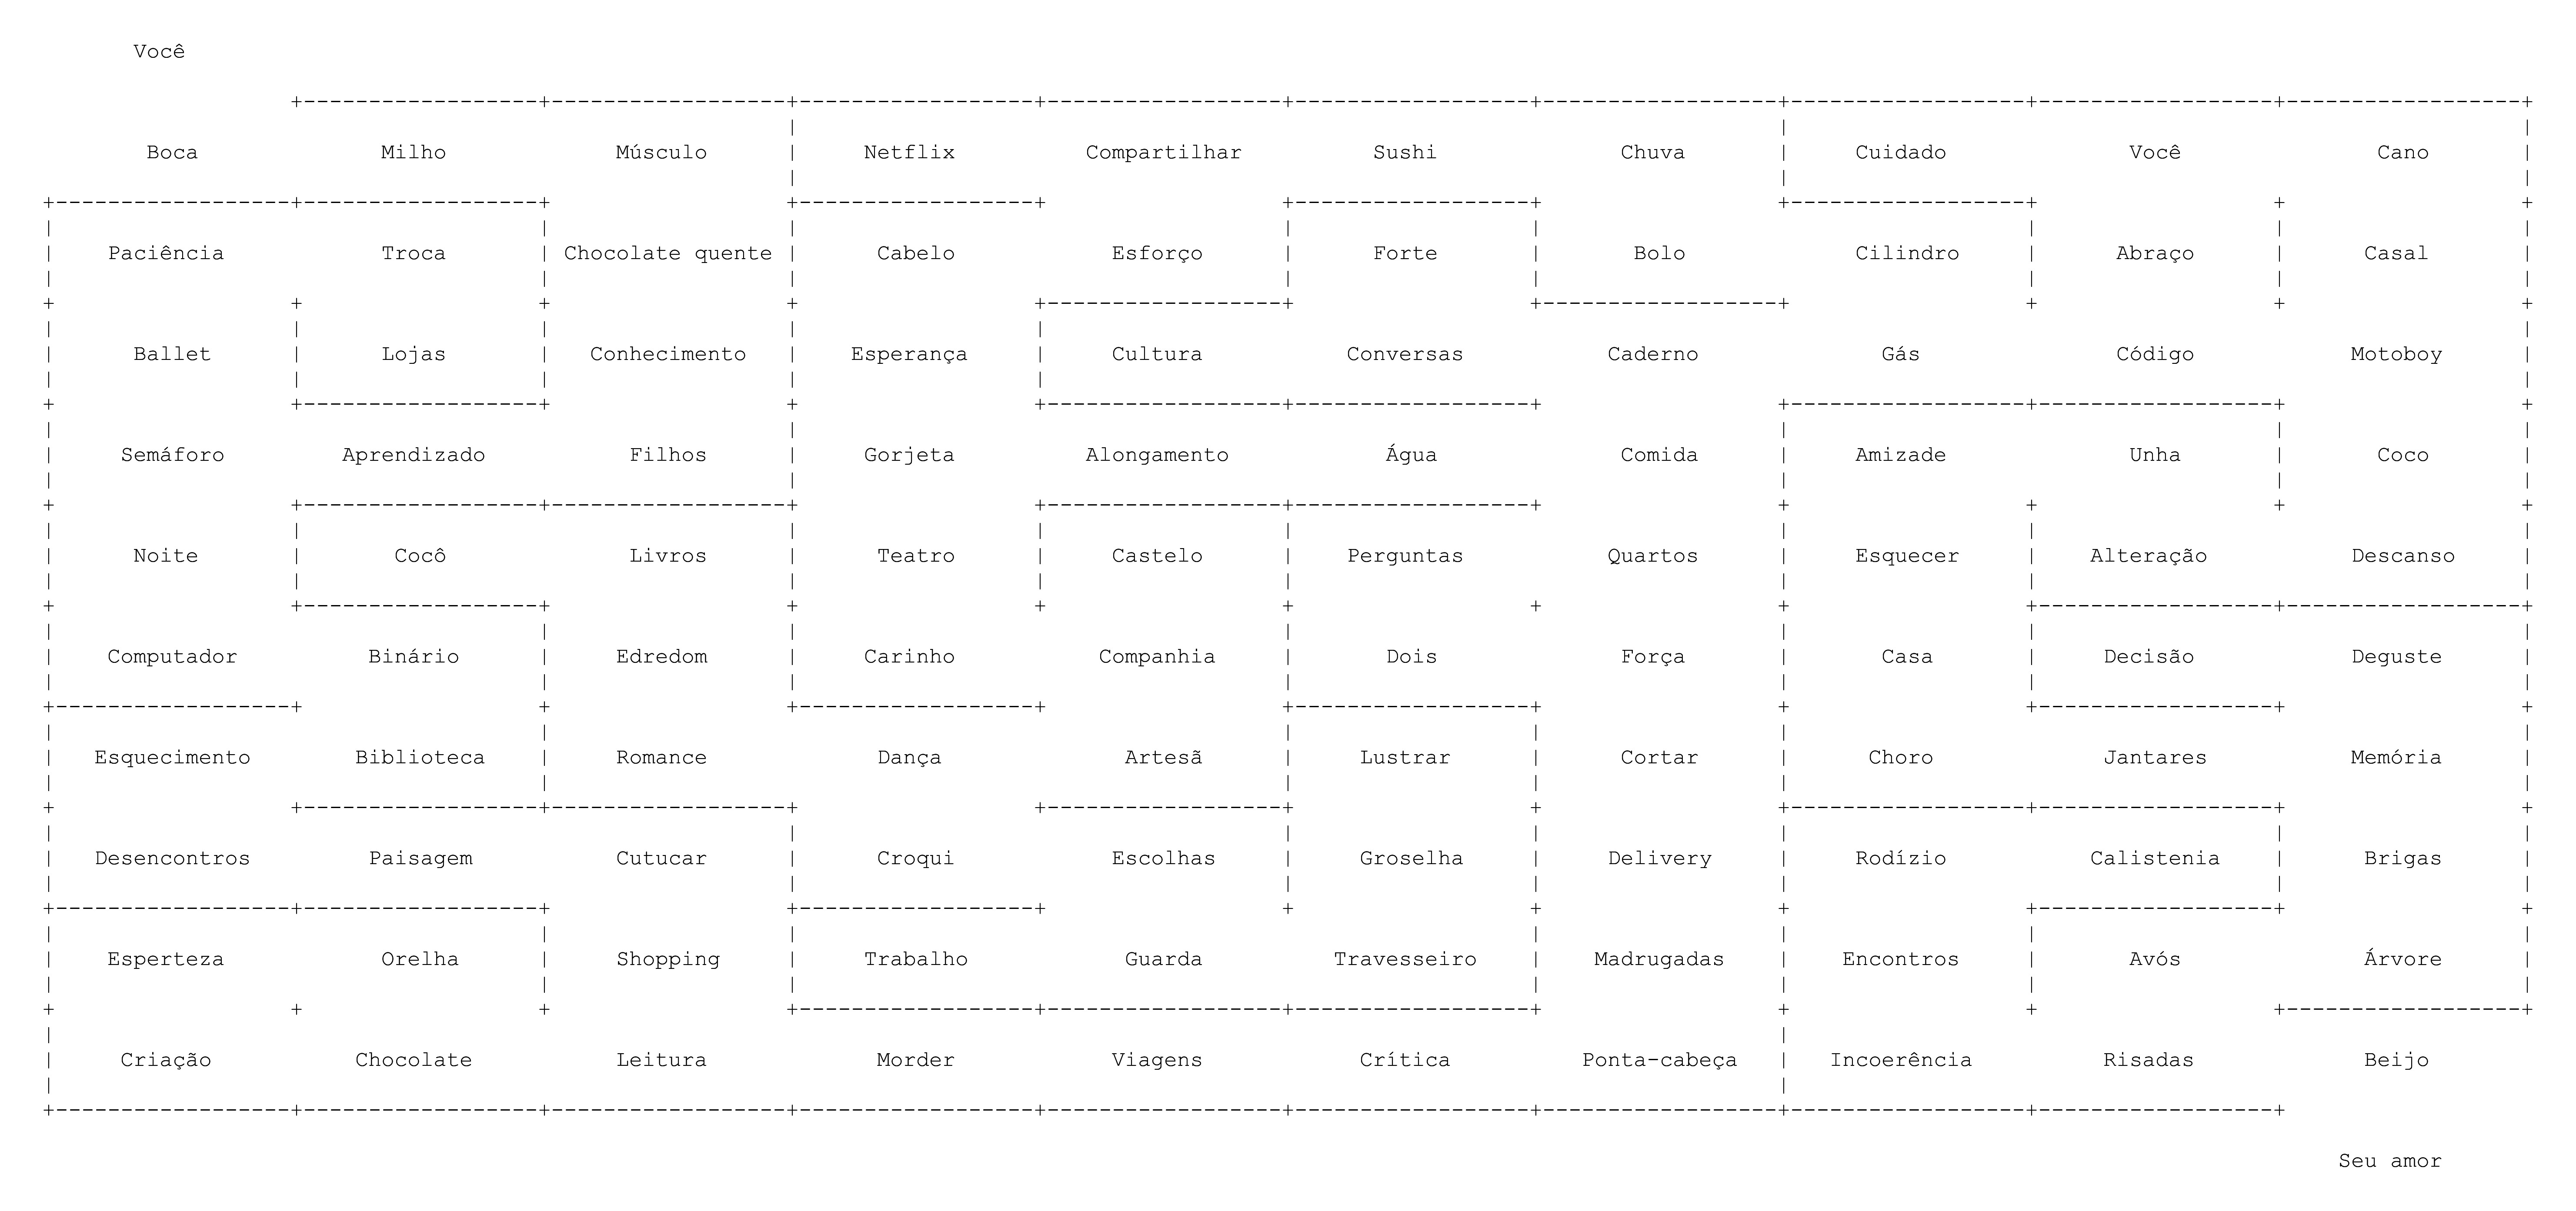 Você
Boca Milho Músculo Netflix Compartilhar Sushi Chuva Cuidado Você Cano
Paciência Troca Chocolate quente Cabelo Esforço Forte Bolo Cilindro Abraço Casal
Ballet Lojas Conhecimento Esperança Cultura Conversas Caderno Gás Código Motoboy
Semáforo Aprendizado Filhos Gorjeta Alongamento Água Comida Amizade Unha Coco
Noite Cocô Livros Teatro Castelo Perguntas Quartos Esquecer Alteração Descanso
Computador Binário Edredom Carinho Companhia Dois Força Casa Decisão Deguste
Esquecimento Biblioteca Romance Dança Artesã Lustrar Cortar Choro Jantares Memória
Desencontros Paisagem Cutucar Croqui Escolhas Groselha Delivery Rodízio Calistenia Brigas
Esperteza Orelha Shopping Trabalho Guarda Travesseiro Madrugadas Encontros Avós Árvore
Criação Chocolate Leitura Morder Viagens Crítica Ponta-cabeça Incoerência Risadas Beijo
Seu amor